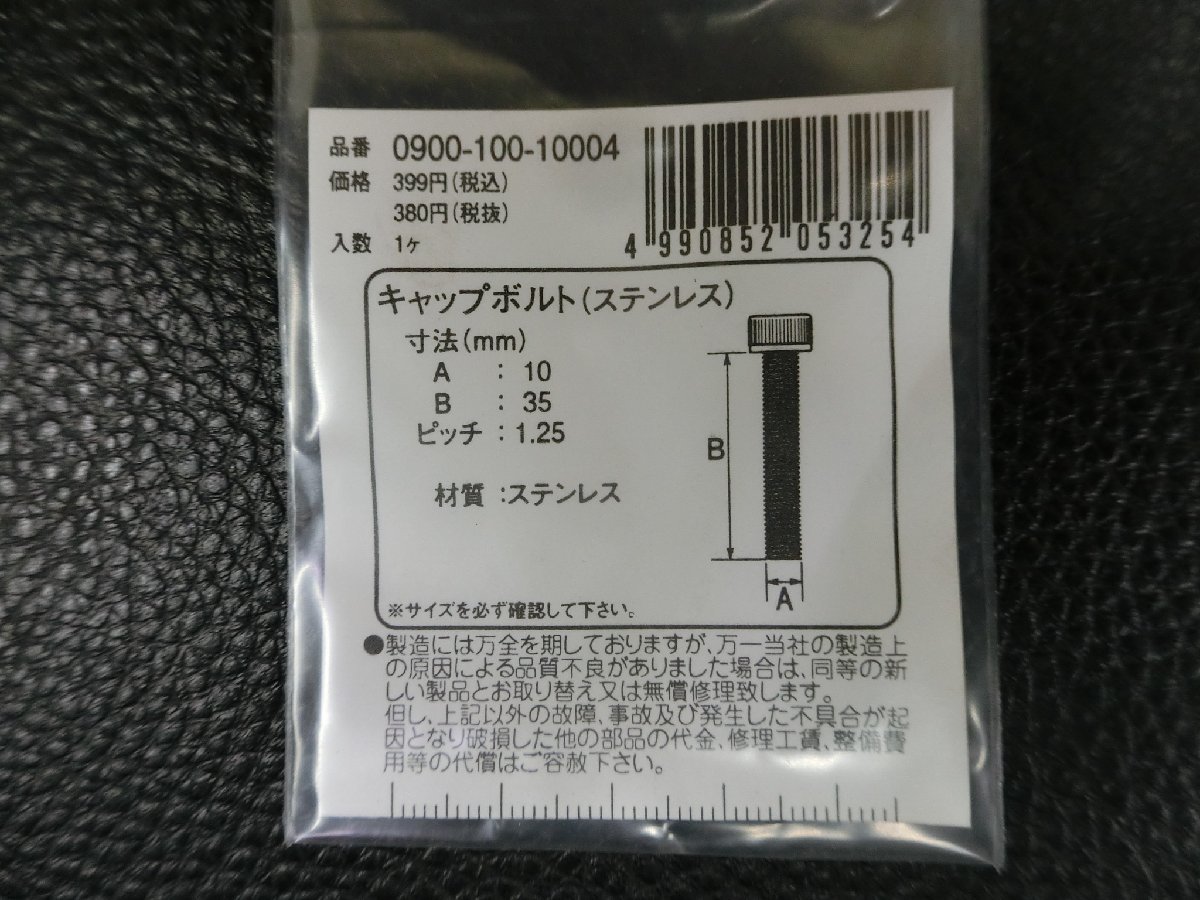 品番 0900-100-10004
価格 399円(税込)
380円(税抜)
入数 1ヶ
4 990852 053254
キャップボルト(ステンレス)
寸法(mm)
A : 10
B : 35
ピッチ : 1.25
材質 :ステンレス
B
A
※サイズを必ず確認して下さい。
●製造には万全を期しておりますが、万一当社の製造上
の原因による品質不良がありました場合は、同等の新
しい製品とお取り替え又は無償修理致します。
但し、上記以外の故障、事故及び発生した不具合が起
因となり破損した他の部品の代金、修理工賃、整備費
用等の代償はご容赦下さい。